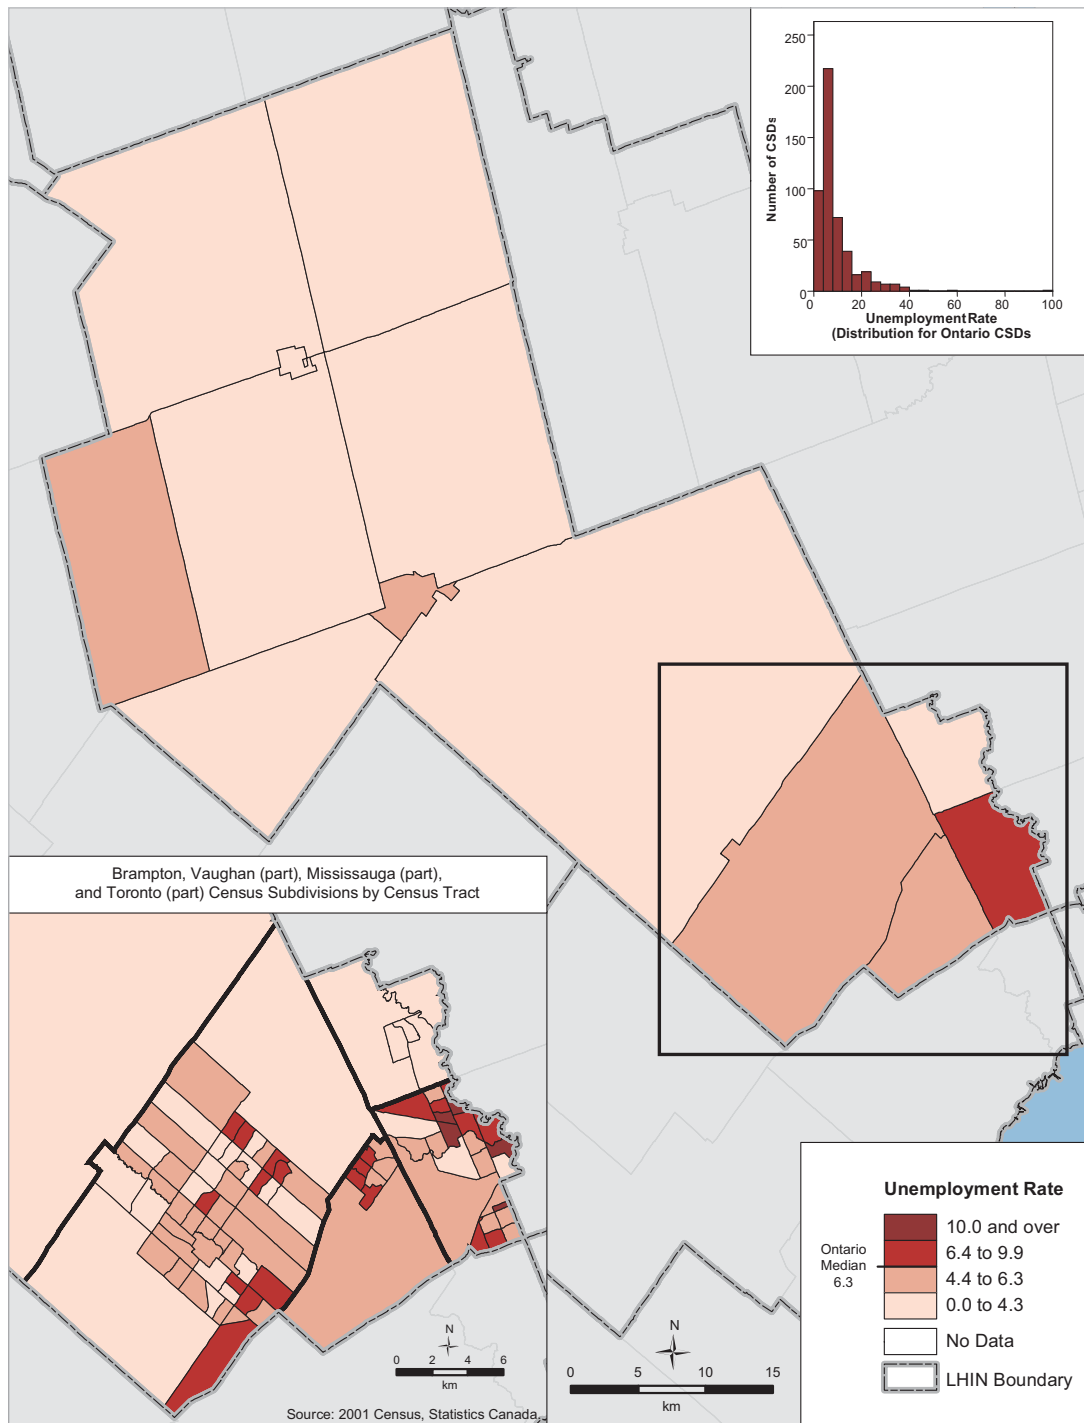 250
200
150
100
50
0
Number of CSDs
0 20 40 60 80 100
Unemployment Rate
(Distribution for Ontario CSDs
Brampton, Vaughan (part), Mississauga (part),
and Toronto (part) Census Subdivisions by Census Tract
Unemployment Rate
10.0 and over
6.4 to 9.9
4.4 to 6.3
0.0 to 4.3
No Data
LHIN Boundary
Ontario
Median
6.3
N
0 2 4 6
km
N
0 5 10 15
km
Source: 2001 Census, Statistics Canada